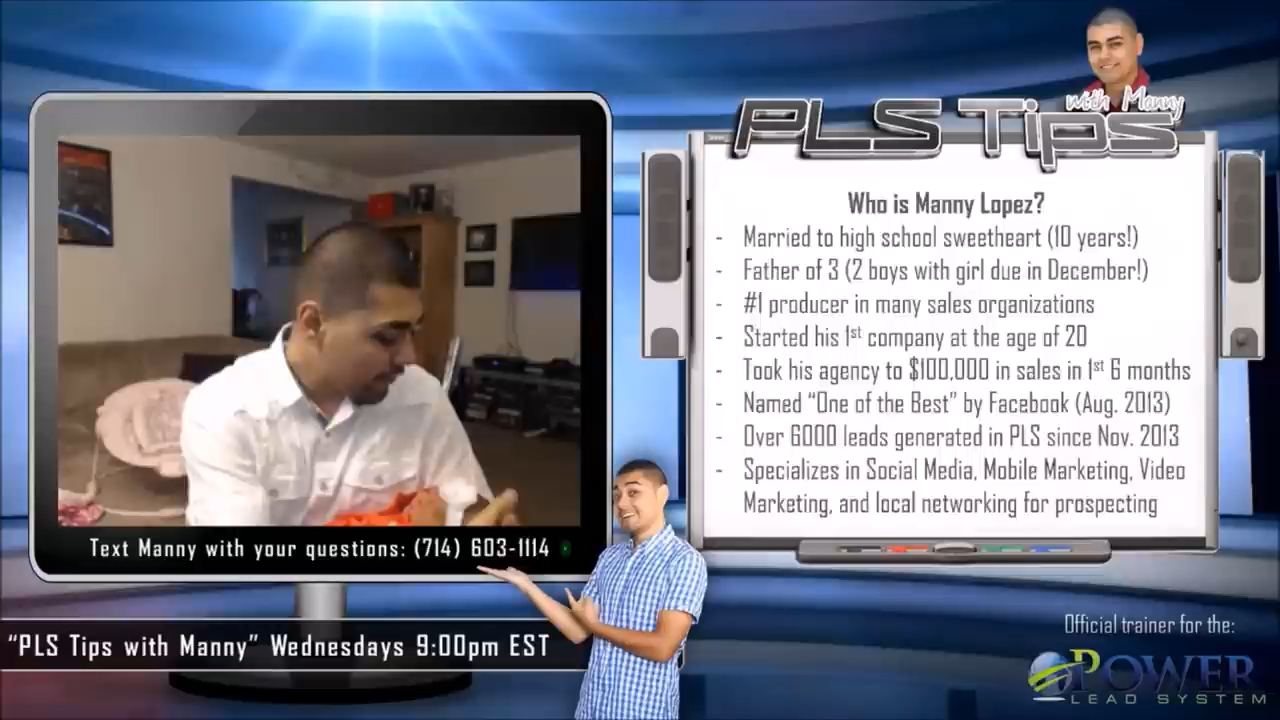 with Manny
PLS Tips
Who is Manny Lopez?
- Married to high school sweetheart (10 years!)
- Father of 3 (2 boys with girl due in December!)
- #1 producer in many sales organizations
- Started his 1st company at the age of 20
- Took his agency to $100,000 in sales in 1st 6 months
- Named “One of the Best” by Facebook (Aug. 2013)
- Over 6000 leads generated in PLS since Nov. 2013
- Specializes in Social Media, Mobile Marketing, Video
Marketing, and local networking for prospecting
Text Manny with your questions: (714) 603-1114
“PLS Tips with Manny” Wednesdays 9:00pm EST
Official trainer for the:
POWER
LEAD SYSTEM